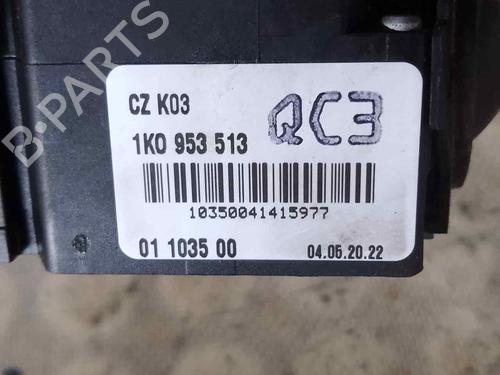 B-PARTS
CZ K03
QC3
1K0 953 513
10350041415977
01 1035 00
04.05.20.22